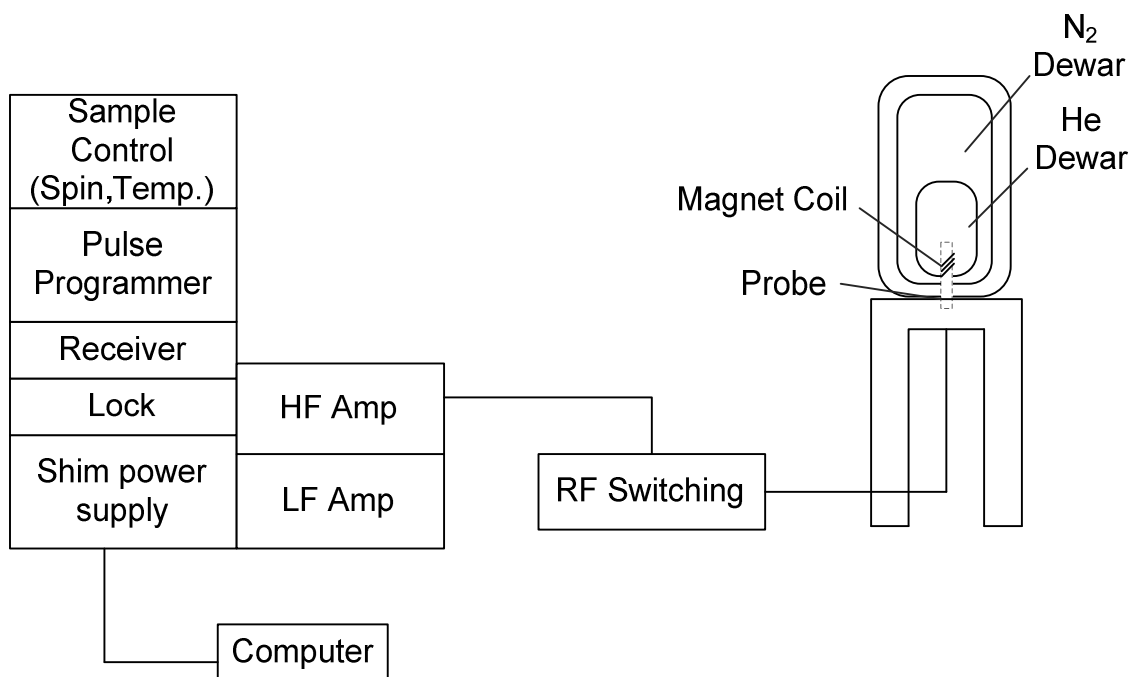 Sample
Control
(Spin,Temp.)
Pulse
Programmer
Receiver
Lock
Shim power
supply
HF Amp
LF Amp
Computer
RF Switching
N₂
Dewar
He
Dewar
Magnet Coil
Probe